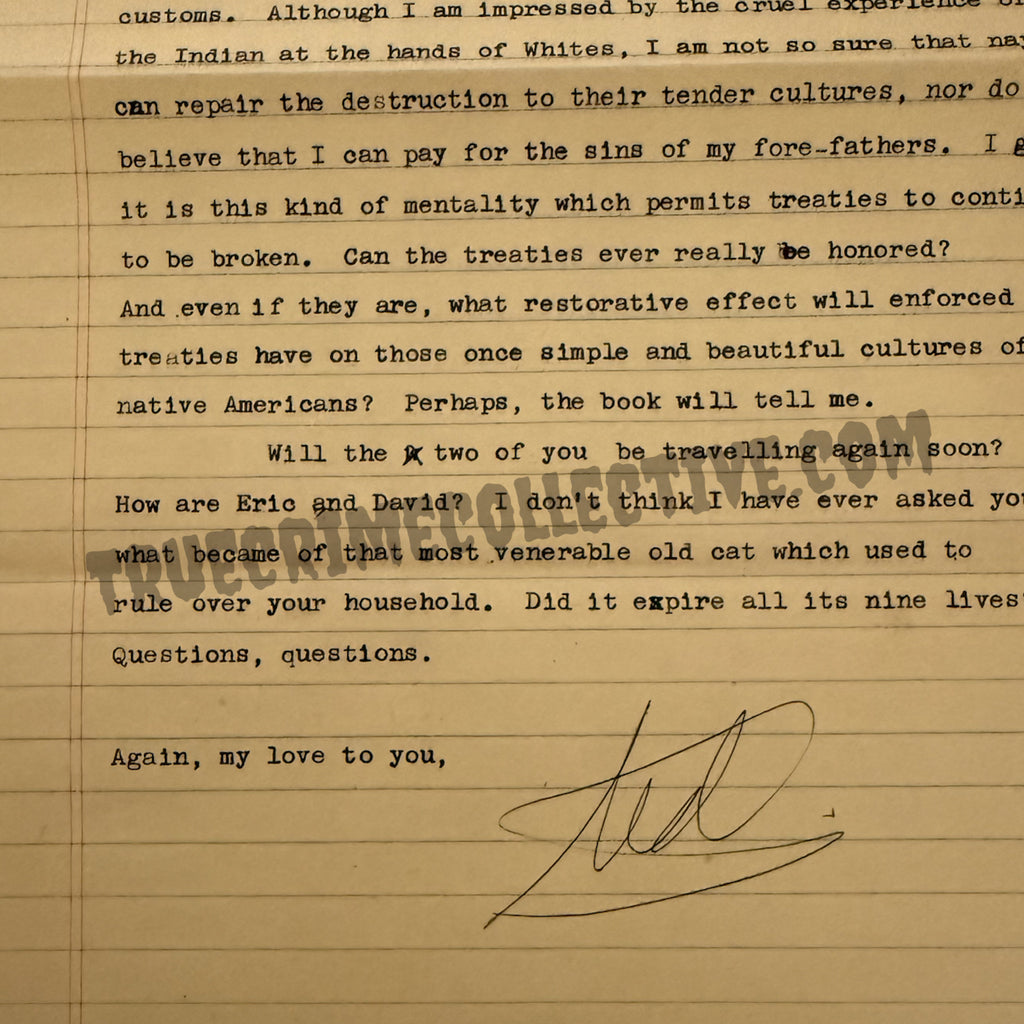 customs. Although I am impressed by the cruel experience
the Indian at the hands of Whites, I am not so sure that
can repair the destruction to their tender cultures, nor do
believe that I can pay for the sins of my fore-fathers. I
it is this kind of mentality which permits treaties to conti
to be broken. Can the treaties ever really be honored?
And even if they are, what restorative effect will enforced
treaties have on those once simple and beautiful cultures of
native Americans? Perhaps, the book will tell me.
Will the two of you be travelling again soon?
How are Eric and David? I don't think I have ever asked you
what became of that most venerable old cat which used to
rule over your household. Did it expire all its nine lives
Questions, questions.
Again, my love to you,
ted
TRUECRIMECOLLECTIVE.COM